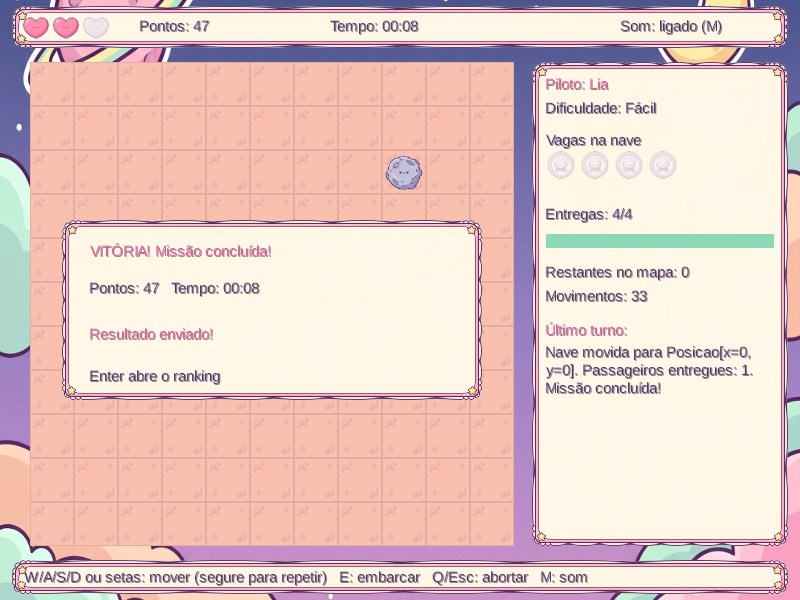 Pontos: 47 Tempo: 00:08 Som: ligado (M)
Piloto: Lia
Dificuldade: Fácil
Vagas na nave
Entregas: 4/4
Restantes no mapa: 0
Movimentos: 33
Último turno:
Nave movida para Posicao[x=0,
y=0]. Passageiros entregues: 1.
Missão concluída!
VITÓRIA! Missão concluída!
Pontos: 47 Tempo: 00:08
Resultado enviado!
Enter abre o ranking
W/A/S/D ou setas: mover (segure para repetir) E: embarcar Q/Esc: abortar M: som